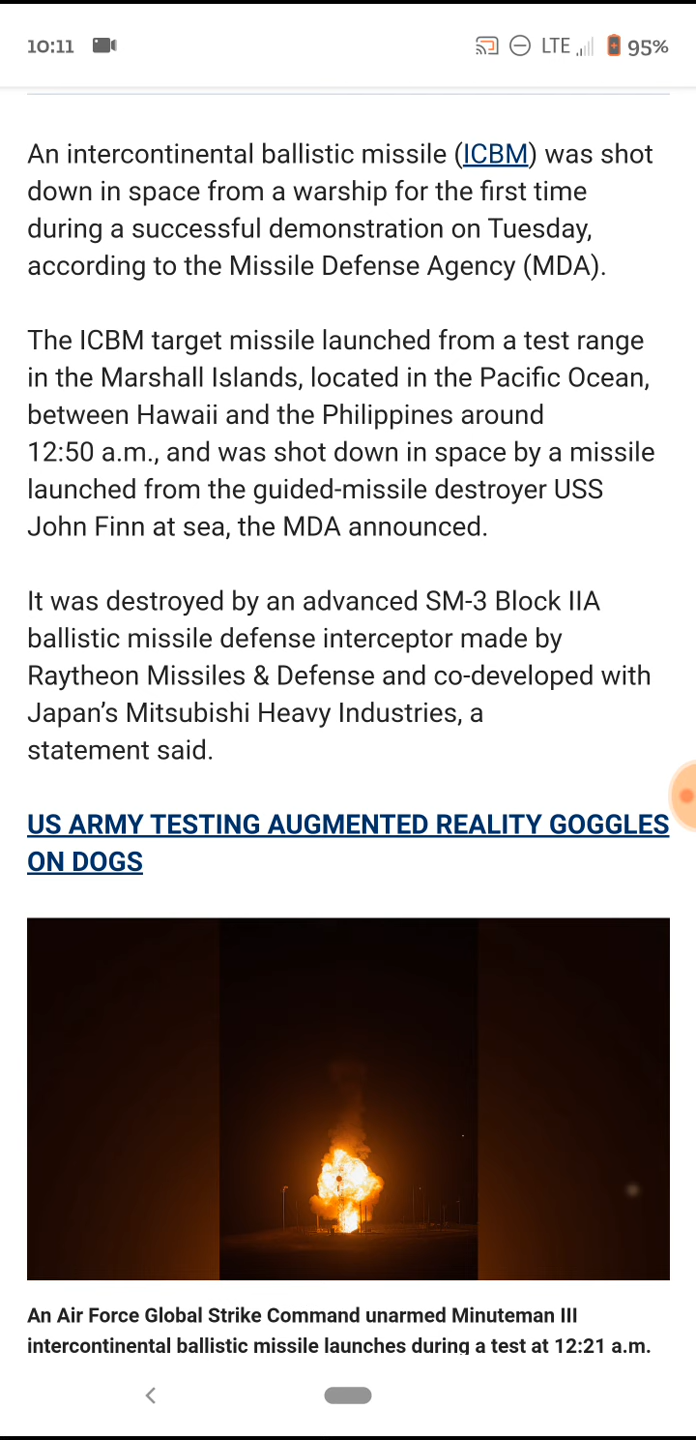 10:11 LTE 95%
An intercontinental ballistic missile (ICBM) was shot
down in space from a warship for the first time
during a successful demonstration on Tuesday,
according to the Missile Defense Agency (MDA).
The ICBM target missile launched from a test range
in the Marshall Islands, located in the Pacific Ocean,
between Hawaii and the Philippines around
12:50 a.m., and was shot down in space by a missile
launched from the guided-missile destroyer USS
John Finn at sea, the MDA announced.
It was destroyed by an advanced SM-3 Block IIA
ballistic missile defense interceptor made by
Raytheon Missiles & Defense and co-developed with
Japan’s Mitsubishi Heavy Industries, a
statement said.
US ARMY TESTING AUGMENTED REALITY GOGGLES
ON DOGS
An Air Force Global Strike Command unarmed Minuteman III
intercontinental ballistic missile launches during a test at 12:21 a.m.